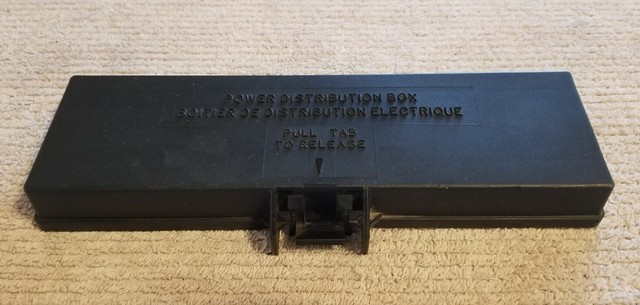 POWER DISTRIBUTION BOX
BOITIER DE DISTRIBUTION ELECTRIQUE
PULL TAB
TO RELEASE